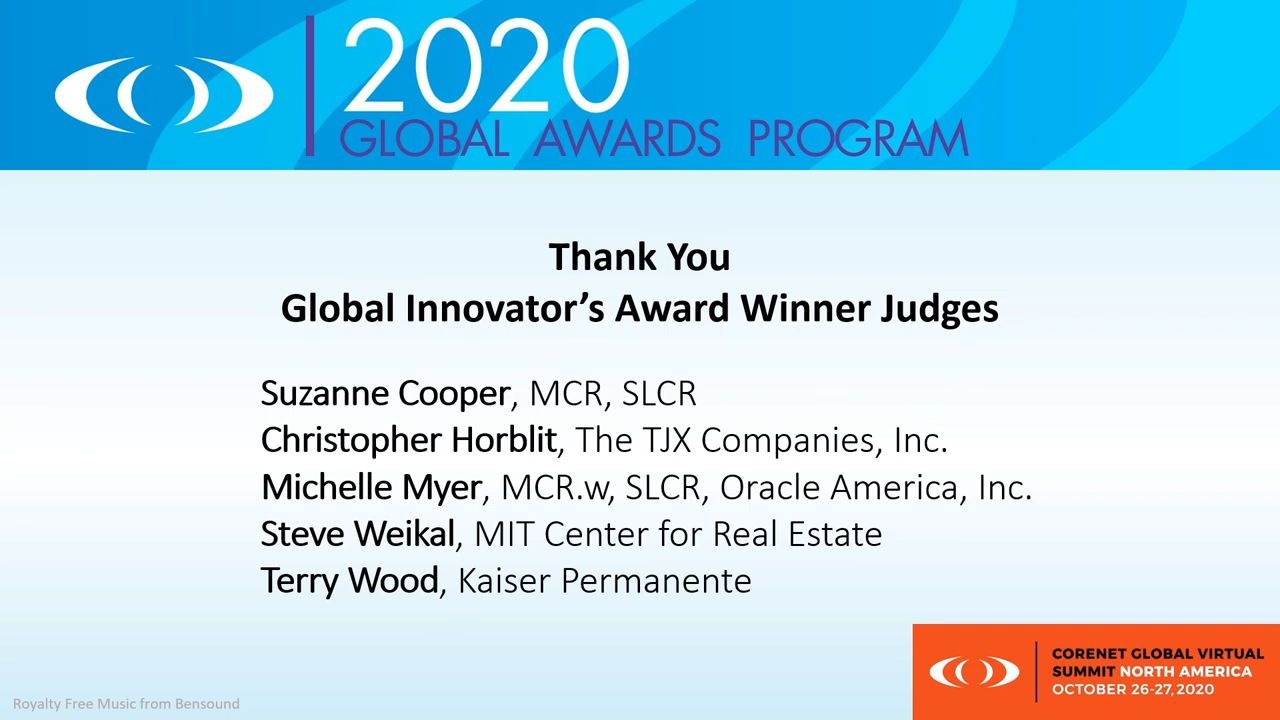 2020
GLOBAL AWARDS PROGRAM
Thank You
Global Innovator’s Award Winner Judges
Suzanne Cooper, MCR, SLCR
Christopher Horblit, The TJX Companies, Inc.
Michelle Myer, MCR.w, SLCR, Oracle America, Inc.
Steve Weikal, MIT Center for Real Estate
Terry Wood, Kaiser Permanente
CORENET GLOBAL VIRTUAL
SUMMIT NORTH AMERICA
OCTOBER 26-27, 2020
Royalty Free Music from Bensound